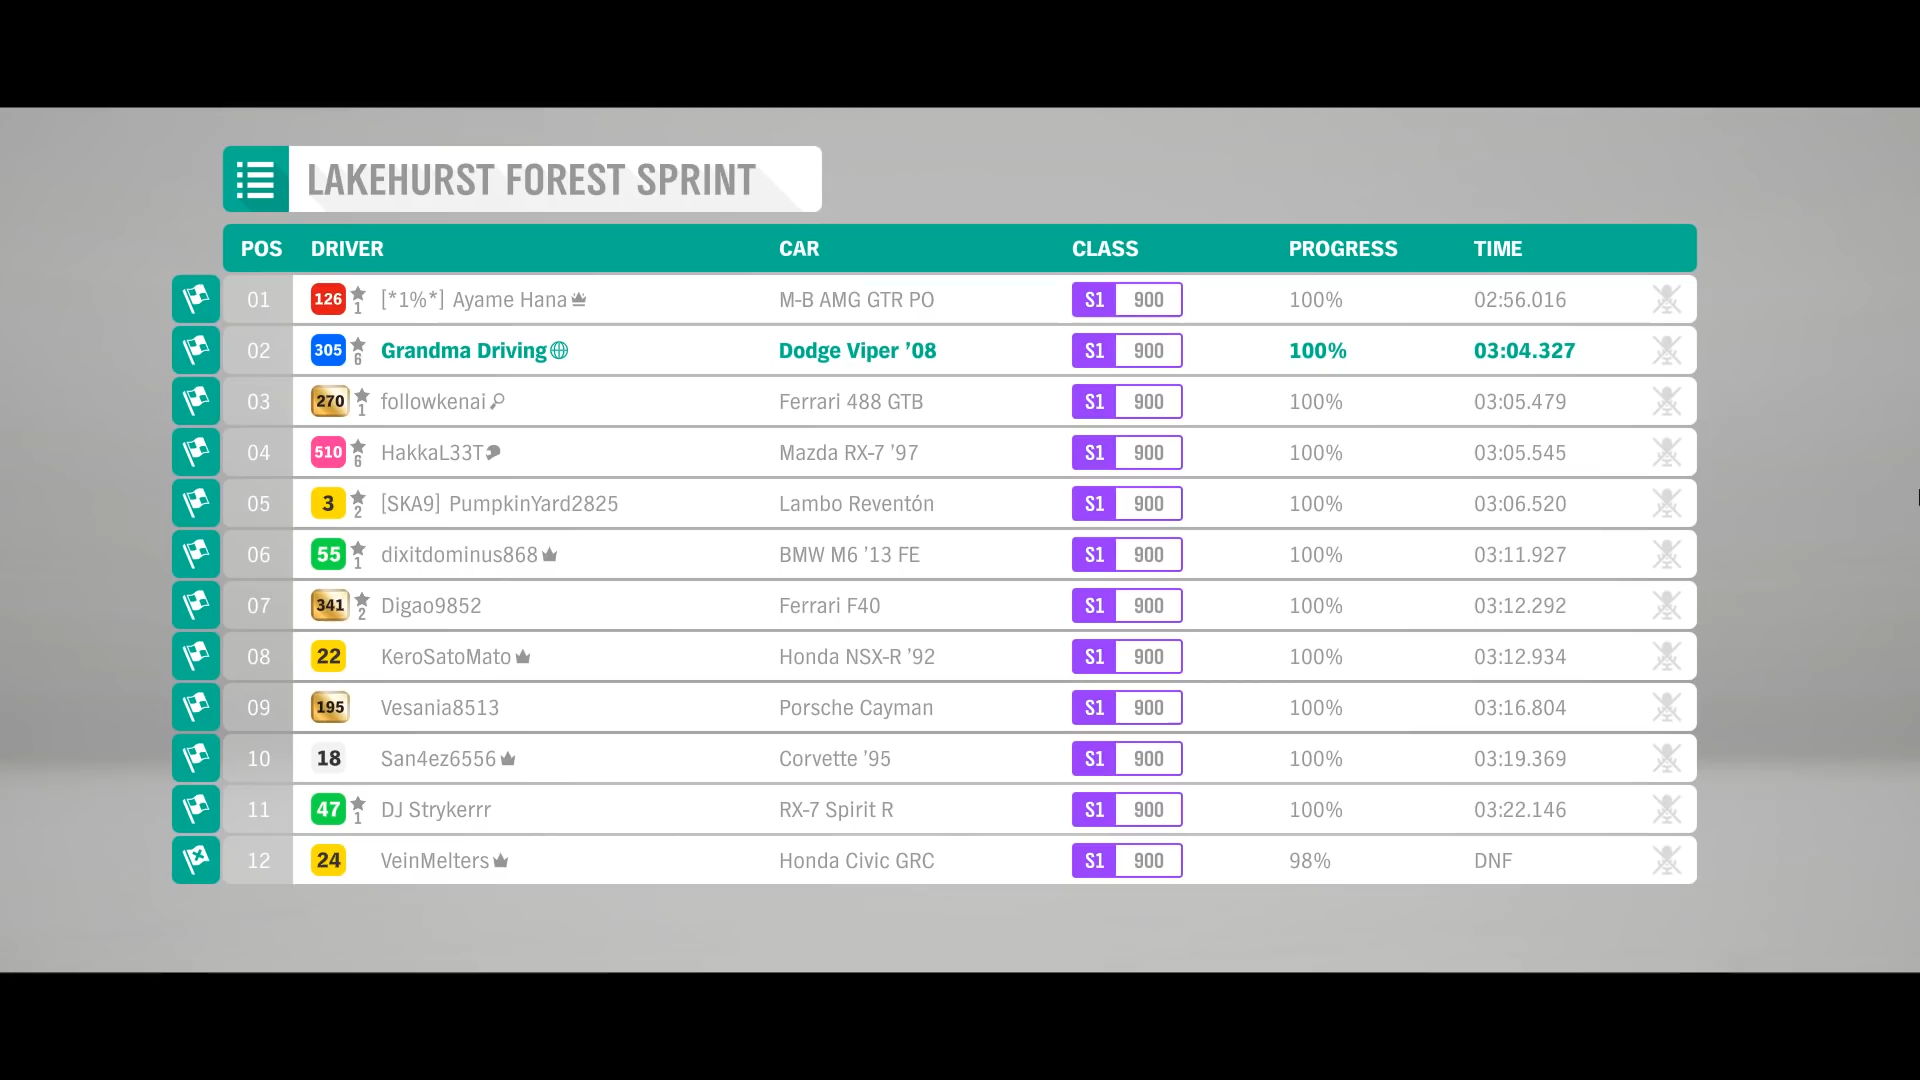 LAKEHURST FOREST SPRINT
POS DRIVER CAR CLASS PROGRESS TIME
01 126 1 [*1%*] Ayame Hana M-B AMG GTR PO S1 900 100% 02:56.016
02 305 6 Grandma Driving Dodge Viper ’08 S1 900 100% 03:04.327
03 270 1 followkenai Ferrari 488 GTB S1 900 100% 03:05.479
04 510 6 HakkaL33T Mazda RX-7 ’97 S1 900 100% 03:05.545
05 3 2 [SKA9] PumpkinYard2825 Lambo Reventón S1 900 100% 03:06.520
06 55 1 dixitdominus868 BMW M6 ’13 FE S1 900 100% 03:11.927
07 341 2 Digao9852 Ferrari F40 S1 900 100% 03:12.292
08 22 KeroSatoMato Honda NSX-R ’92 S1 900 100% 03:12.934
09 195 Vesania8513 Porsche Cayman S1 900 100% 03:16.804
10 18 San4ez6556 Corvette ’95 S1 900 100% 03:19.369
11 47 1 DJ Strykerrr RX-7 Spirit R S1 900 100% 03:22.146
12 24 VeinMelters Honda Civic GRC S1 900 98% DNF